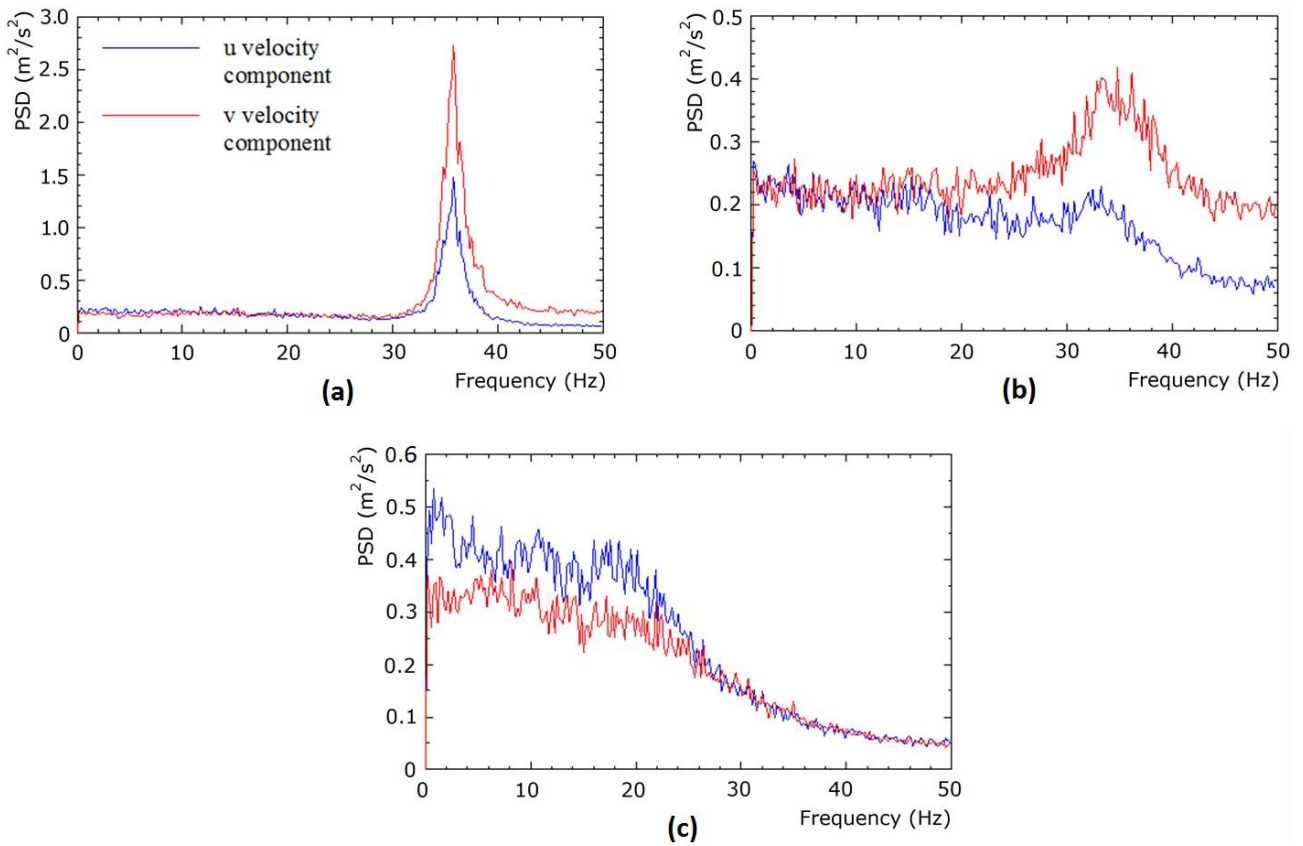 PSD (m²/s²)
3.0
2.5
2.0
1.5
1.0
0.5
0
u velocity
component
v velocity
component
0 10 20 30 40 50
Frequency (Hz)
(a)
PSD (m²/s²)
0.5
0.4
0.3
0.2
0.1
0
0 10 20 30 40 50
Frequency (Hz)
(b)
PSD (m²/s²)
0.6
0.5
0.4
0.3
0.2
0.1
0
0 10 20 30 40 50
Frequency (Hz)
(c)